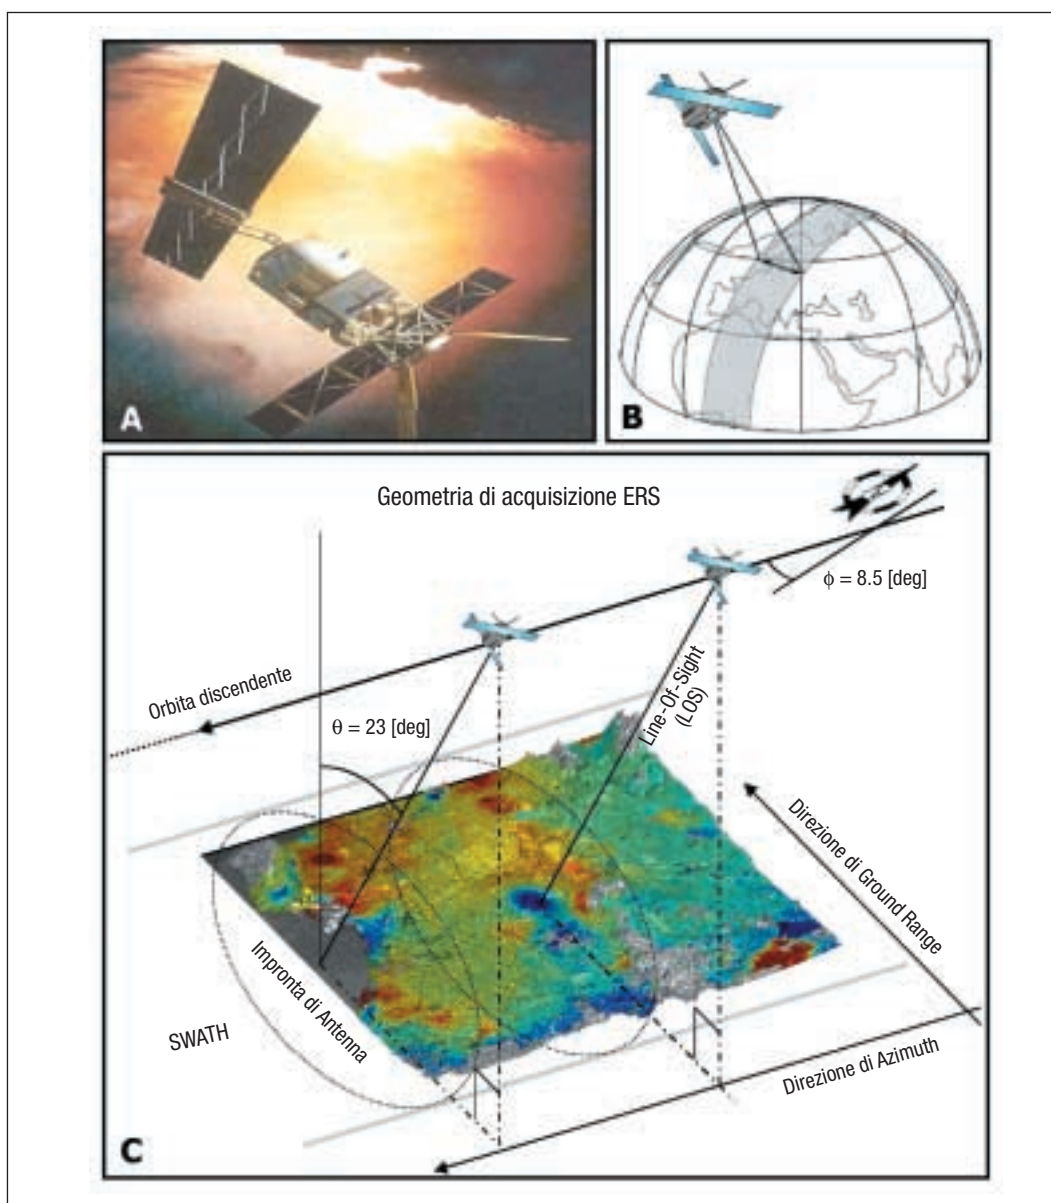 A
B
Geometria di acquisizione ERS
ϕ = 8.5 [deg]
Orbita discendente
θ = 23 [deg]
Line-Of-Sight
(LOS)
Direzione di Ground Range
Impronta di Antenna
SWATH
Direzione di Azimuth
C